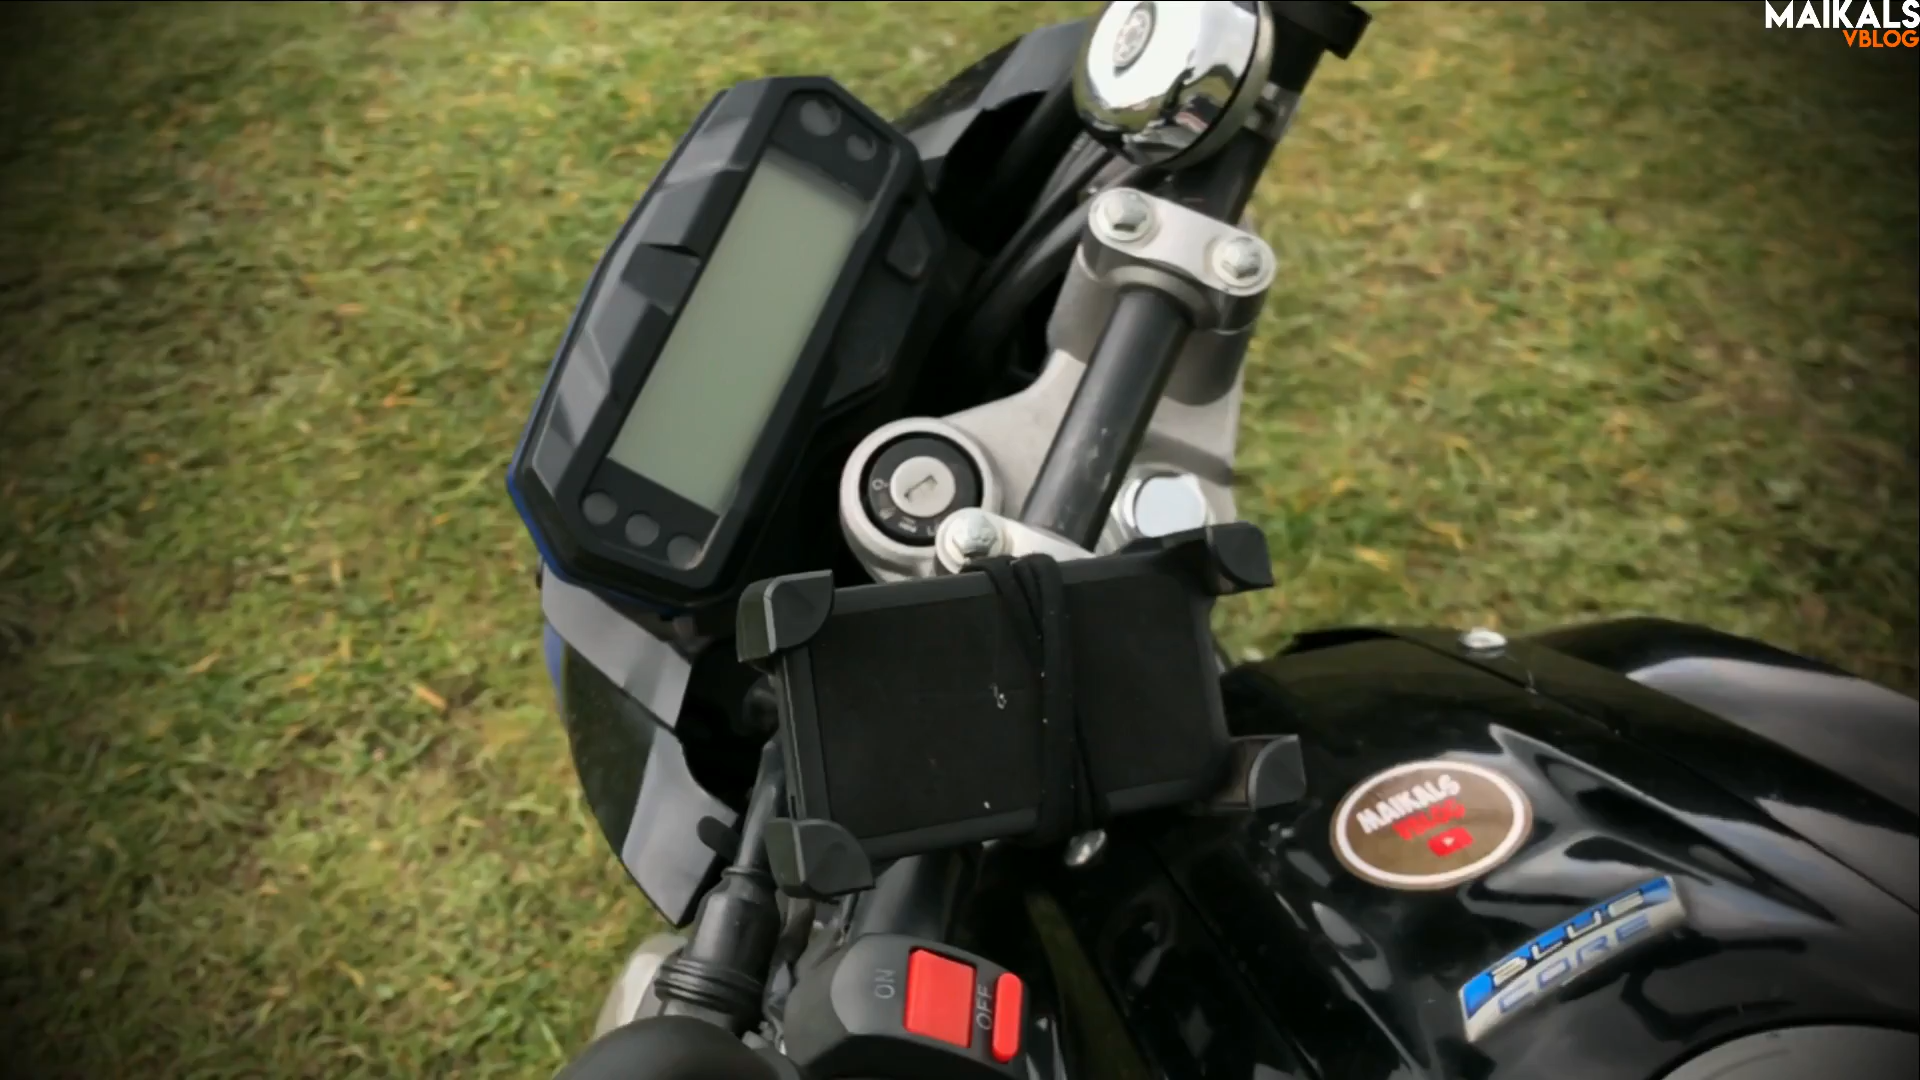 MAIKALS
VBLOG
MAIKALS
VBLOG
BLUE
CORE
ON
OFF